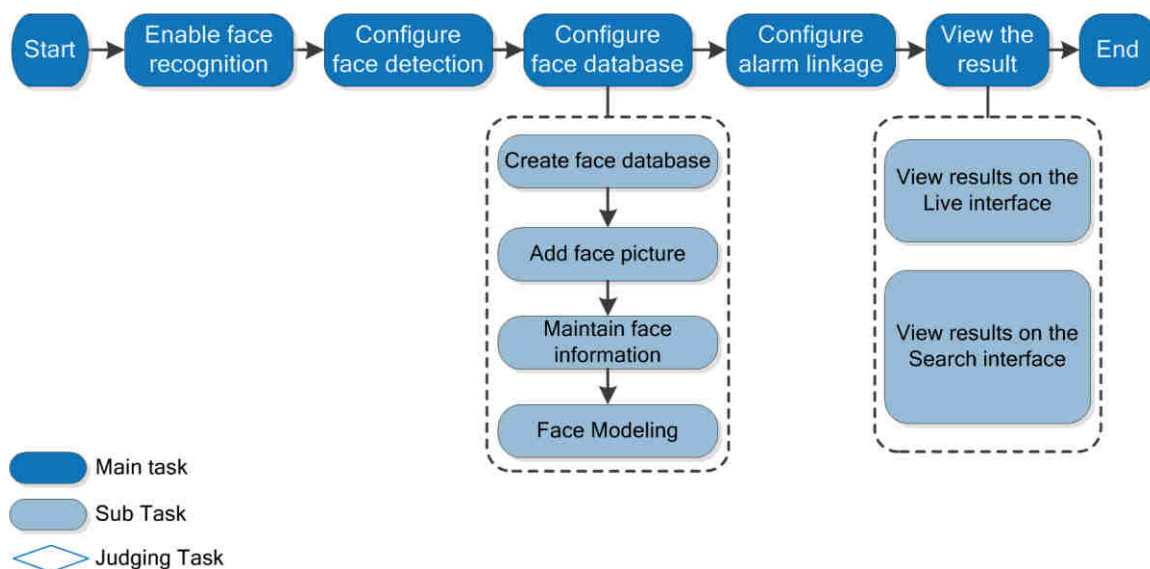 Start
Enable face
recognition
Configure
face detection
Configure
face database
Configure
alarm linkage
View the
result
End
Create face database
Add face picture
Maintain face
information
Face Modeling
View results on the
Live interface
View results on the
Search interface
Main task
Sub Task
Judging Task